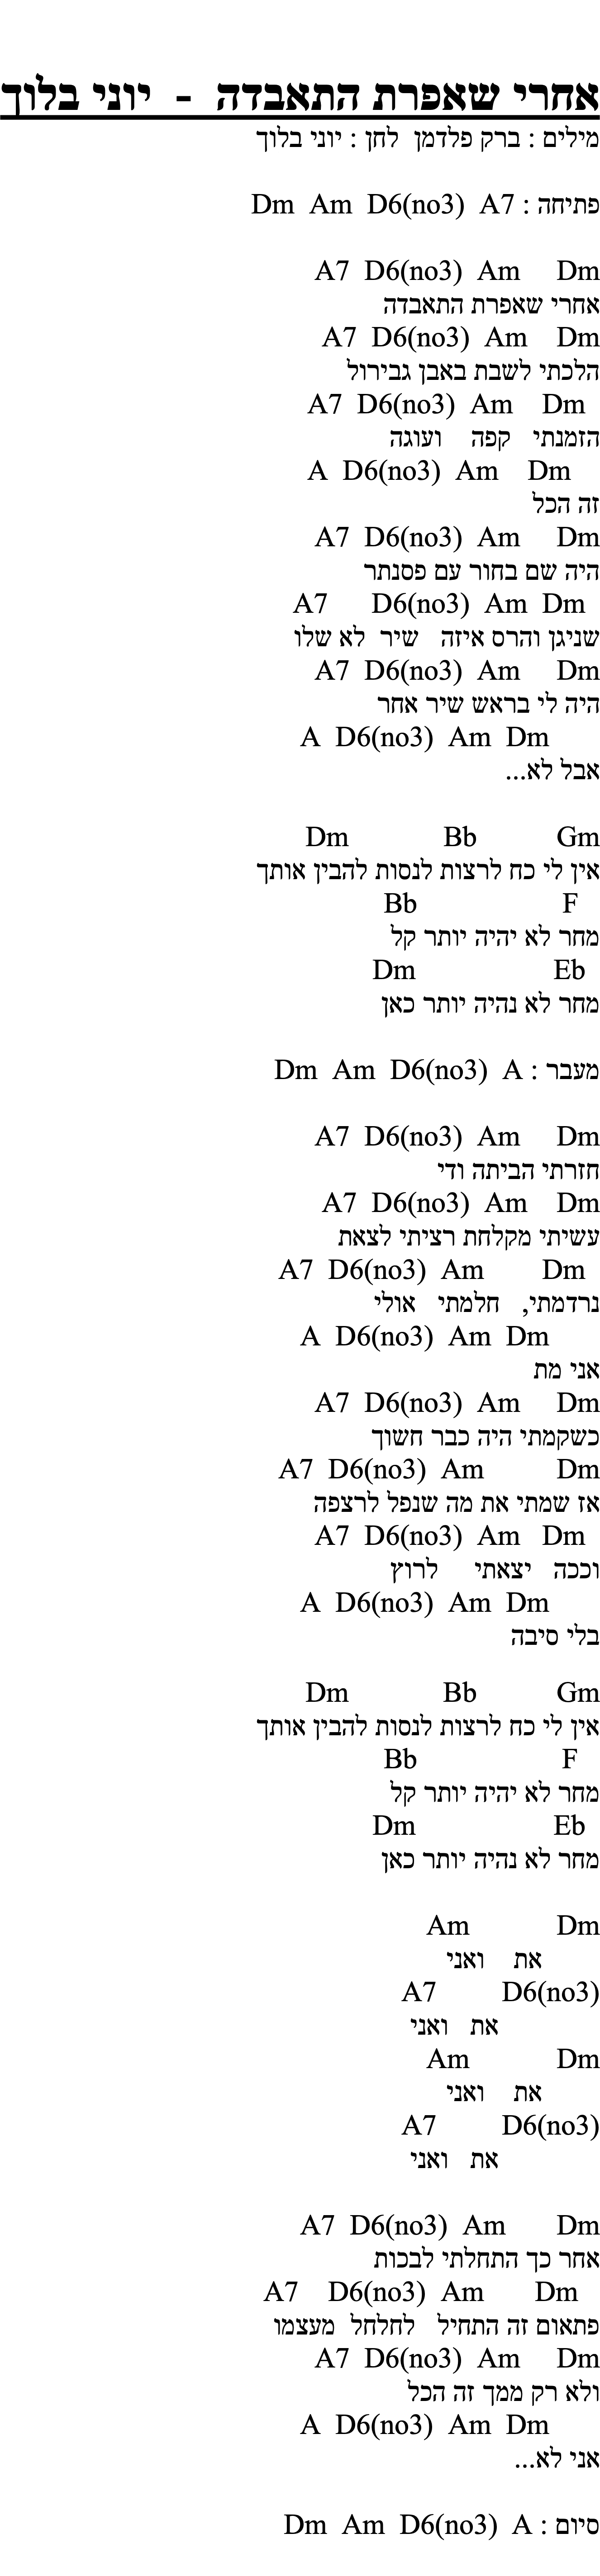 אחרי שאפרת התאבדה - יוני בלוך
מילים : ברק פלדמן לחן : יוני בלוך
פתיחה : Dm Am D6(no3) A7
A7 D6(no3) Am Dm
אחרי שאפרת התאבדה
A7 D6(no3) Am Dm
הלכתי לשבת באבן גבירול
A7 D6(no3) Am Dm
הזמנתי קפה ועוגה
A D6(no3) Am Dm
זה הכל
A7 D6(no3) Am Dm
היה שם בחור עם פסנתר
A7 D6(no3) Am Dm
שניגן והרס איזה שיר לא שלו
A7 D6(no3) Am Dm
היה לי בראש שיר אחר
A D6(no3) Am Dm
אבל לא...
Dm Bb Gm
אין לי כח לרצות לנסות להבין אותך
Bb F
מחר לא יהיה יותר קל
Dm Eb
מחר לא נהיה יותר כאן
מעבר : Dm Am D6(no3) A
A7 D6(no3) Am Dm
חזרתי הביתה ודי
A7 D6(no3) Am Dm
עשיתי מקלחת רציתי לצאת
A7 D6(no3) Am Dm
נרדמתי, חלמתי אולי
A D6(no3) Am Dm
אני מת
A7 D6(no3) Am Dm
כשקמתי היה כבר חשוך
A7 D6(no3) Am Dm
אז שמתי את מה שנפל לרצפה
A7 D6(no3) Am Dm
וככה יצאתי לרוץ
A D6(no3) Am Dm
בלי סיבה
Dm Bb Gm
אין לי כח לרצות לנסות להבין אותך
Bb F
מחר לא יהיה יותר קל
Dm Eb
מחר לא נהיה יותר כאן
Am Dm
את ואני
A7 D6(no3)
את ואני
Am Dm
את ואני
A7 D6(no3)
את ואני
A7 D6(no3) Am Dm
אחר כך התחלתי לבכות
A7 D6(no3) Am Dm
פתאום זה התחיל לחלחל מעצמו
A7 D6(no3) Am Dm
ולא רק ממך זה הכל
A D6(no3) Am Dm
אני לא...
סיום : Dm Am D6(no3) A